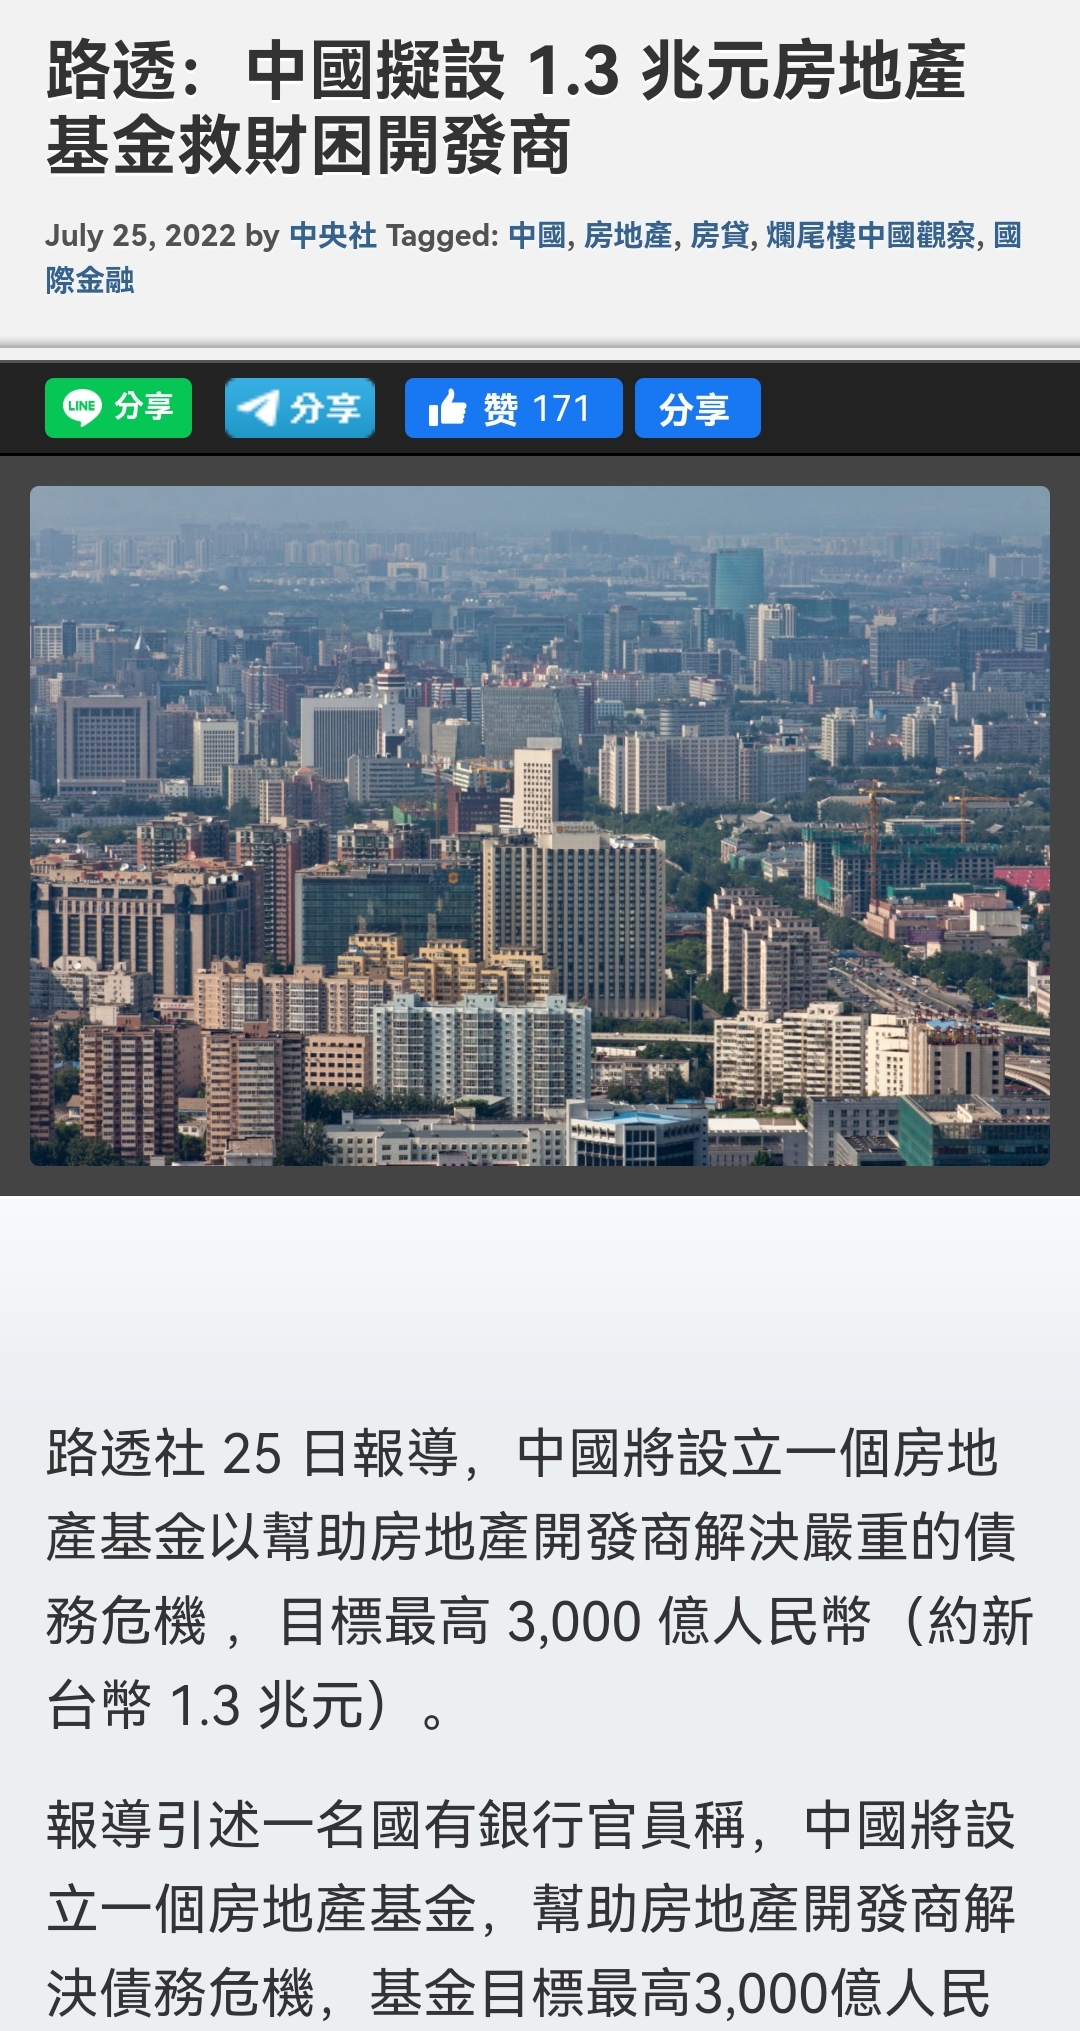 路透：中國擬設 1.3 兆元房地產
基金救財困開發商
July 25, 2022 by 中央社 Tagged: 中國, 房地產, 房貸, 爛尾樓中國觀察, 國
際金融
LINE 分享 分享 赞 171 分享
路透社 25 日報導，中國將設立一個房地
產基金以幫助房地產開發商解決嚴重的債
務危機 ，目標最高 3,000 億人民幣（約新
台幣 1.3 兆元）。
報導引述一名國有銀行官員稱，中國將設
立一個房地產基金，幫助房地產開發商解
決債務危機，基金目標最高3,000億人民